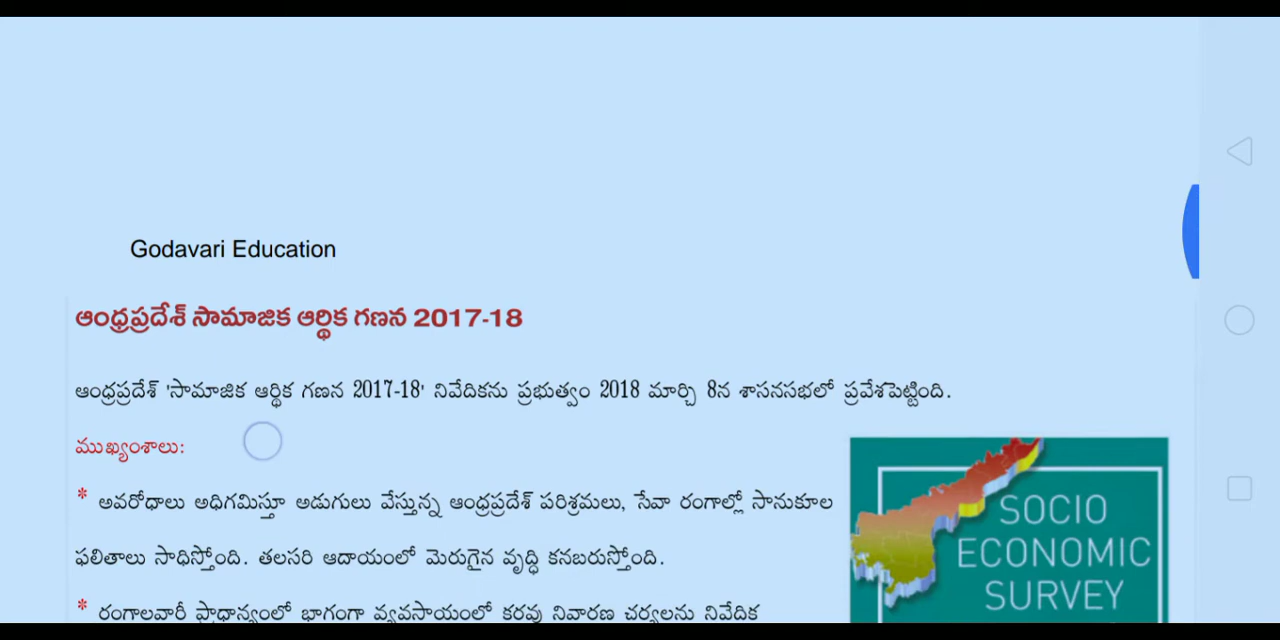 Godavari Education
ఆంధ్రప్రదేశ్ సామాజిక ఆర్థిక గణన 2017-18
ఆంధ్రప్రదేశ్ 'సామాజిక ఆర్థిక గణన 2017-18' నివేదికను ప్రభుత్వం 2018 మార్చి 8న శాసనసభలో ప్రవేశపెట్టింది.
ముఖ్యంశాలు:
* అవరోధాలు అధిగమిస్తూ అడుగులు వేస్తున్న ఆంధ్రప్రదేశ్ పరిశ్రమలు, సేవా రంగాల్లో సానుకూల
ఫలితాలు సాధిస్తోంది. తలసరి ఆదాయంలో మెరుగైన వృద్ధి కనబరుస్తోంది.
* రంగాలవారీ ప్రాధాన్యంలో భాగంగా వ్యవసాయంలో కరవు నివారణ చర్యలను నివేదిక
SOCIO
ECONOMIC
SURVEY